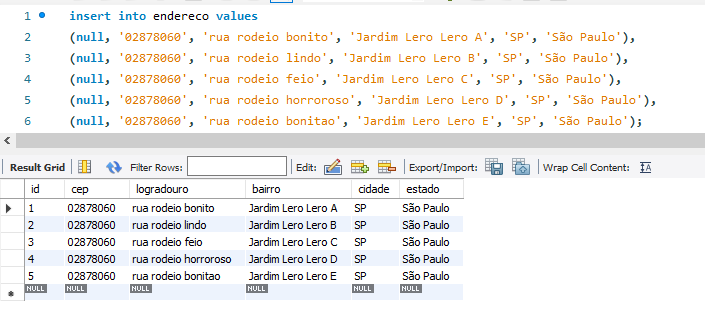 1 insert into endereco values
2 (null, '02878060', 'rua rodeio bonito', 'Jardim Lero Lero A', 'SP', 'São Paulo'),
3 (null, '02878060', 'rua rodeio lindo', 'Jardim Lero Lero B', 'SP', 'São Paulo'),
4 (null, '02878060', 'rua rodeio feio', 'Jardim Lero Lero C', 'SP', 'São Paulo'),
5 (null, '02878060', 'rua rodeio horroroso', 'Jardim Lero Lero D', 'SP', 'São Paulo'),
6 (null, '02878060', 'rua rodeio bonitao', 'Jardim Lero Lero E', 'SP', 'São Paulo');
Result Grid Filter Rows: Edit: Export/Import: Wrap Cell Content: IA
id cep logradouro bairro cidade estado
1 02878060 rua rodeio bonito Jardim Lero Lero A SP São Paulo
2 02878060 rua rodeio lindo Jardim Lero Lero B SP São Paulo
3 02878060 rua rodeio feio Jardim Lero Lero C SP São Paulo
4 02878060 rua rodeio horroroso Jardim Lero Lero D SP São Paulo
5 02878060 rua rodeio bonitao Jardim Lero Lero E SP São Paulo
NULL NULL NULL NULL NULL NULL